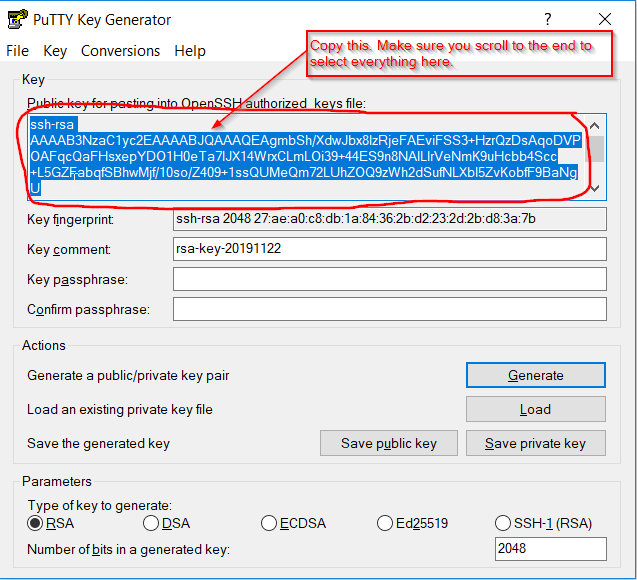 PuTTY Key Generator
? ×
File Key Conversions Help
Copy this. Make sure you scroll to the end to
select everything here.
Key
Public key for pasting into OpenSSH authorized_keys file:
ssh-rsa
AAAAB3NzaC1yc2EAAAABJQAAAQEAgmbSh/XdwJbx8IzRjeFAEviFSS3+HzrQzDsAqoDVP
OAFqcQaFHsxepYDO1H0eTa7lJX14WrxCLmLOi39+44ES9n8NAlLlrVeNmK9uHcbb4Scc
+L5GZFabqfSBhwMjf/10so/Z409+1ssQUMeQm72LUhZOQ9zWh2dSufNLXbl5ZvKobfF9BaNg
U
Key fingerprint: ssh-rsa 2048 27:ae:a0:c8:db:1a:84:36:2b:d2:23:2d:2b:d8:3a:7b
Key comment: rsa-key-20191122
Key passphrase:
Confirm passphrase:
Actions
Generate a public/private key pair Generate
Load an existing private key file Load
Save the generated key Save public key Save private key
Parameters
Type of key to generate:
RSA DSA ECDSA Ed25519 SSH-1 (RSA)
Number of bits in a generated key: 2048